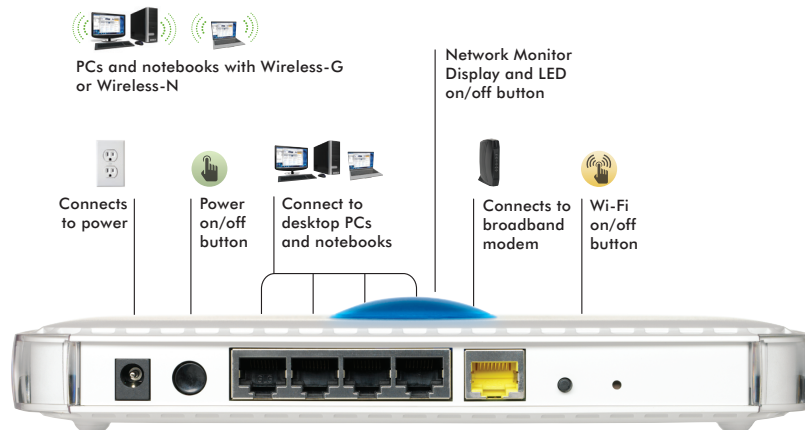 PCs and notebooks with Wireless-G
or Wireless-N
Network Monitor
Display and LED
on/off button
Connects
to power
Power
on/off
button
Connect to
desktop PCs
and notebooks
Connects to
broadband
modem
Wi-Fi
on/off
button